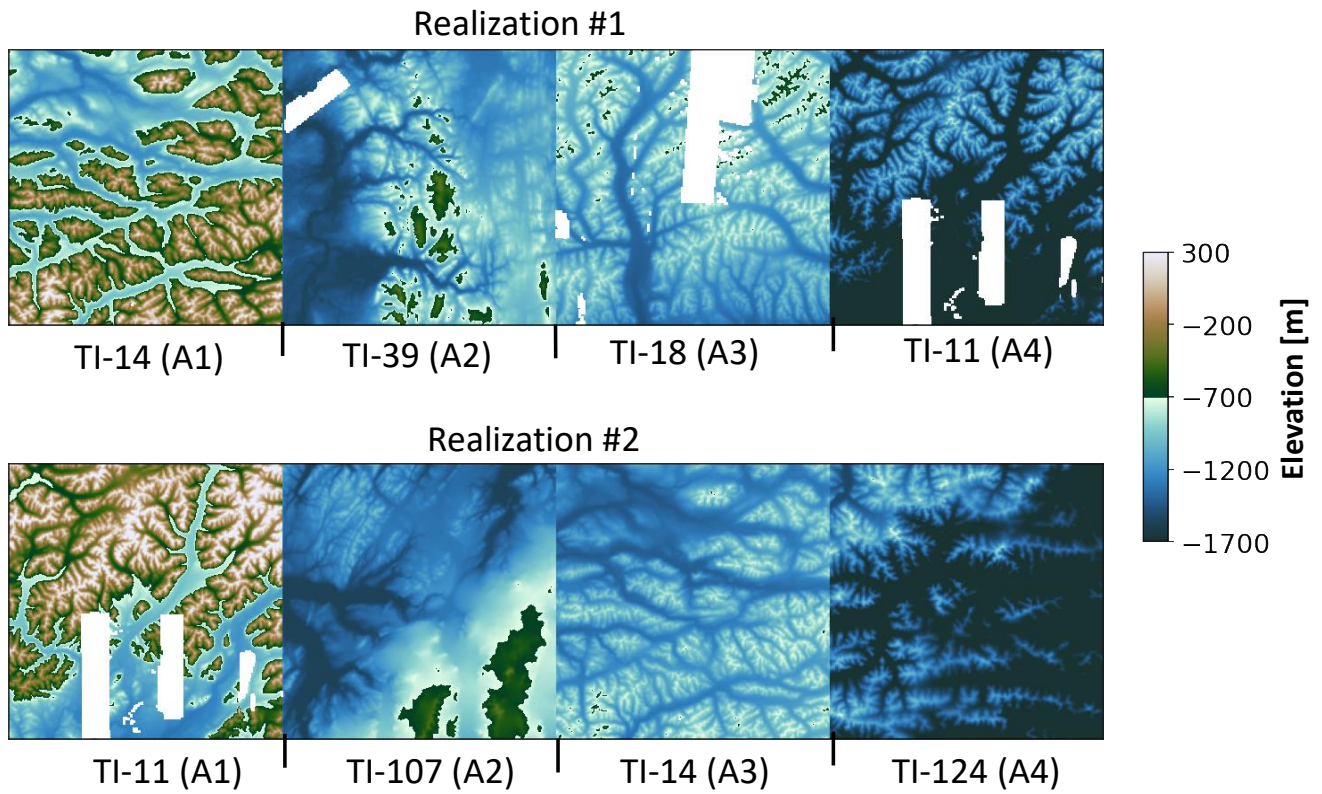 Realization #1
TI-14 (A1)
TI-39 (A2)
TI-18 (A3)
TI-11 (A4)
300
−200
−700
−1200
−1700
Elevation [m]
Realization #2
TI-11 (A1)
TI-107 (A2)
TI-14 (A3)
TI-124 (A4)